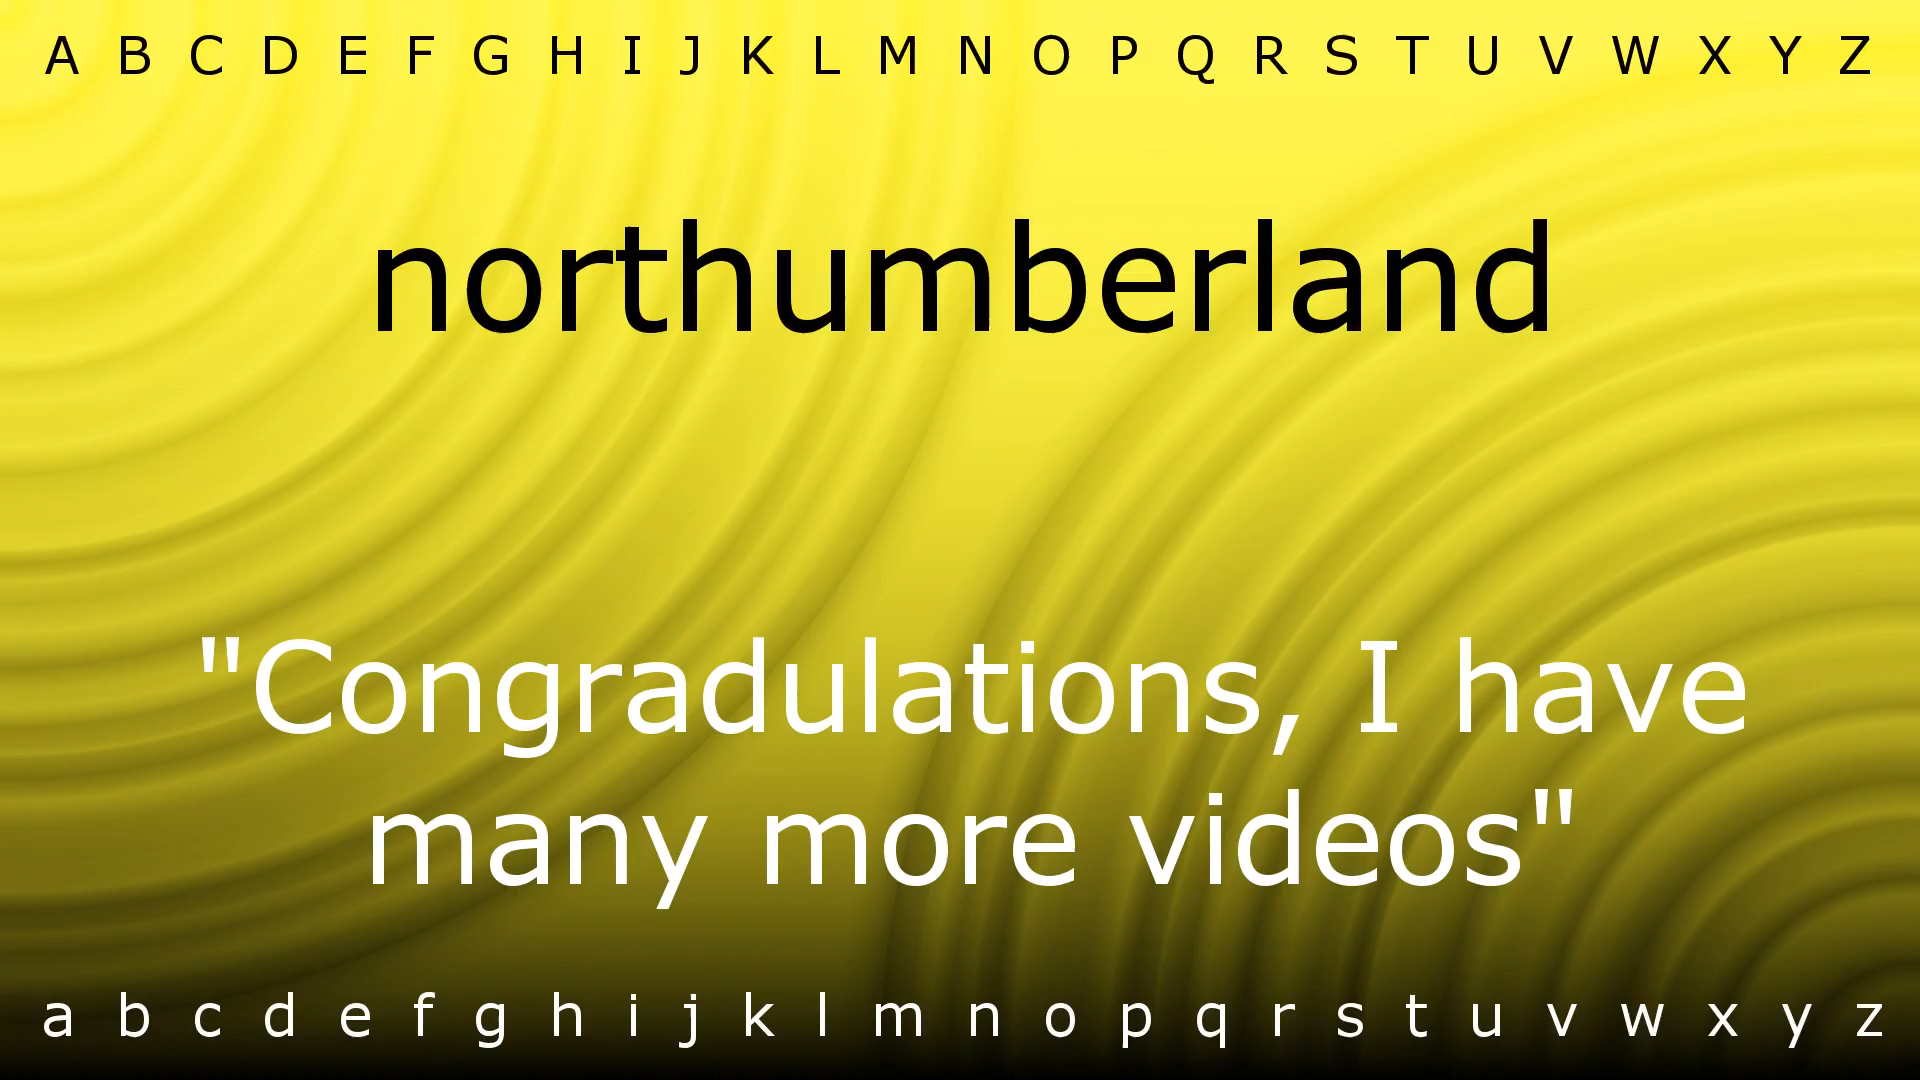 A B C D E F G H I J K L M N O P Q R S T U V W X Y Z
northumberland
"Congradulations, I have
many more videos"
a b c d e f g h i j k l m n o p q r s t u v w x y z